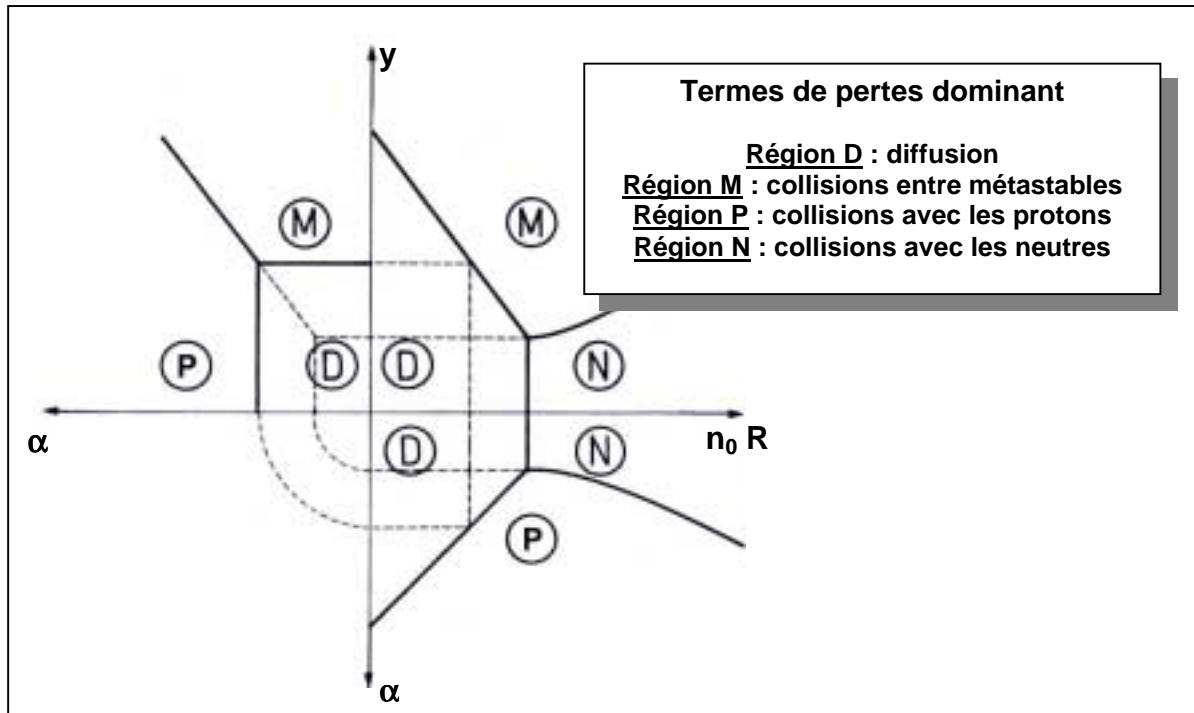 y
Termes de pertes dominant
Région D : diffusion
Région M : collisions entre métastables
Région P : collisions avec les protons
Région N : collisions avec les neutres
M
M
P
D
D
N
α
n₀ R
D
N
P
α